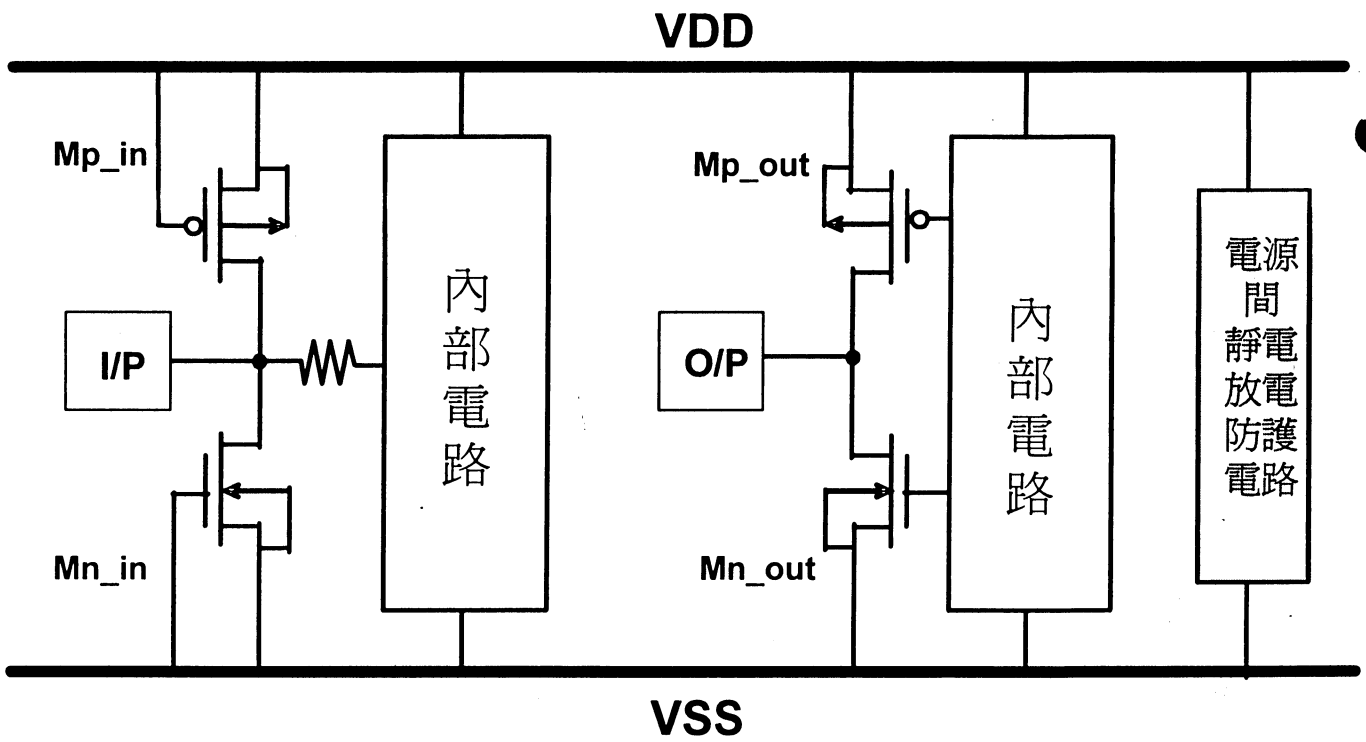 VDD
Mp_in
I/P
Mn_in
內
部
電
路
Mp_out
O/P
Mn_out
內
部
電
路
電源
間
靜電
放電
防護
電路
VSS